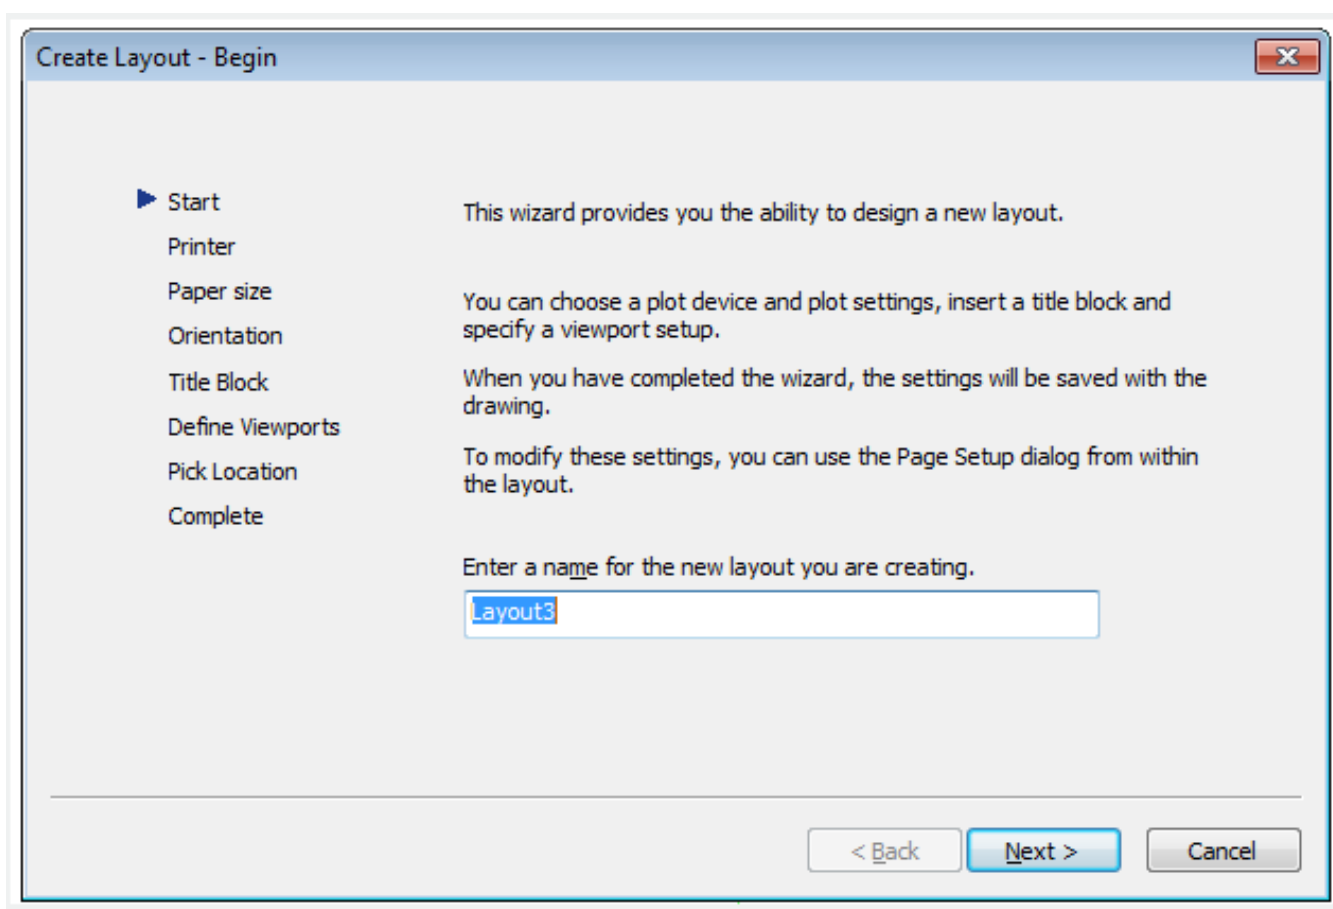 Create Layout - Begin
Start
Printer
Paper size
Orientation
Title Block
Define Viewports
Pick Location
Complete
This wizard provides you the ability to design a new layout.
You can choose a plot device and plot settings, insert a title block and
specify a viewport setup.
When you have completed the wizard, the settings will be saved with the
drawing.
To modify these settings, you can use the Page Setup dialog from within
the layout.
Enter a name for the new layout you are creating.
Layout3
< Back
Next >
Cancel